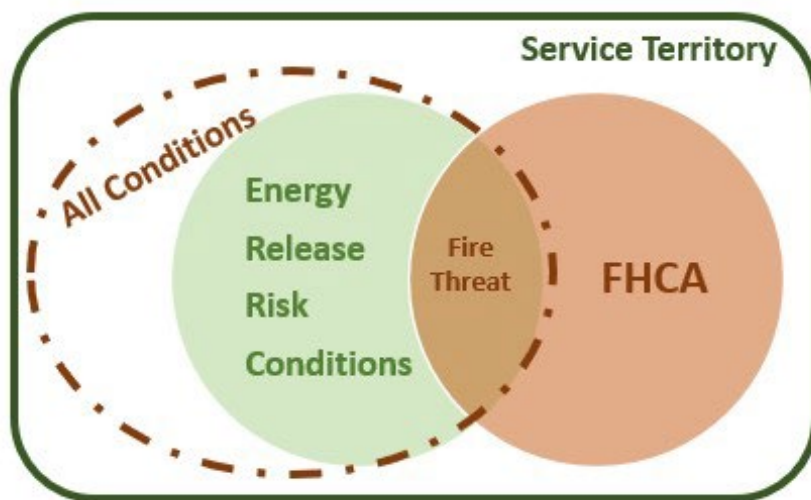 Service Territory
All Conditions
Energy
Release
Risk
Conditions
Fire
Threat
FHCA